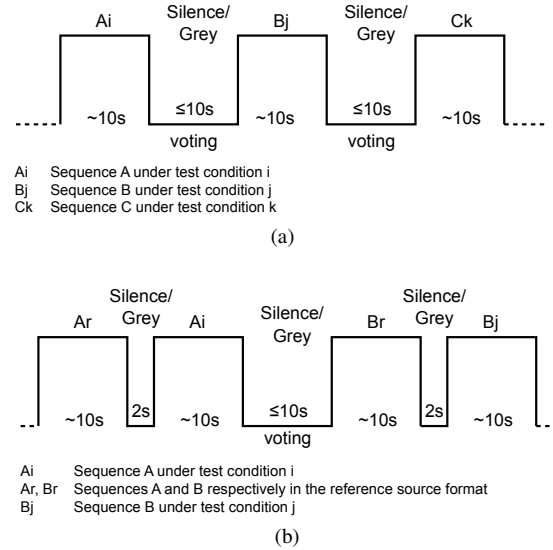 Silence/ Silence/
Ai Grey Bj Grey Ck
~10s ≤10s ~10s ≤10s ~10s
voting voting
Ai Sequence A under test condition i
Bj Sequence B under test condition j
Ck Sequence C under test condition k
(a)
Silence/ Silence/
Ar Grey Ai Silence/ Br Grey Bj
Grey
~10s 2s ~10s ≤10s ~10s 2s ~10s
voting
Ai Sequence A under test condition i
Ar, Br Sequences A and B respectively in the reference source format
Bj Sequence B under test condition j
(b)